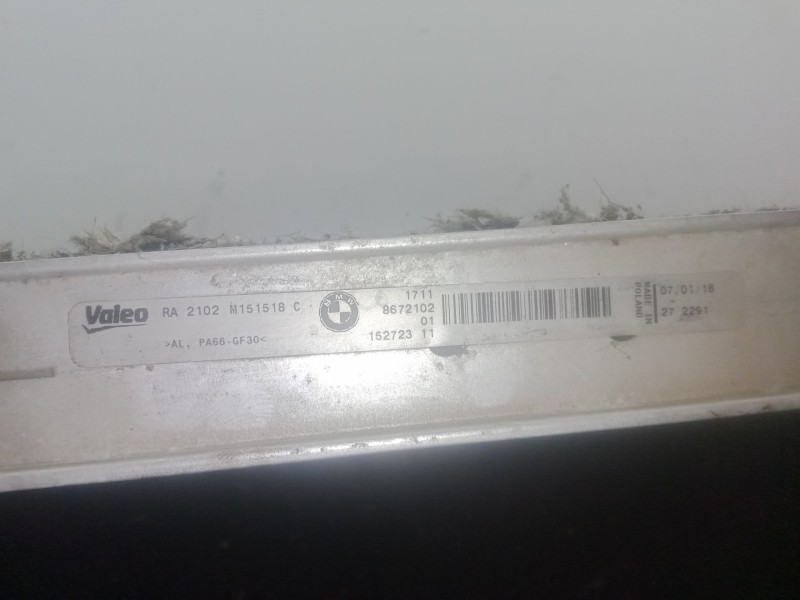 Valeo RA 2102 M151518 C
>AL, PA66-GF30<
BMW
1711
8672102
01
152723 11
MADE IN
POLAND
07/01/18
-
27 2291